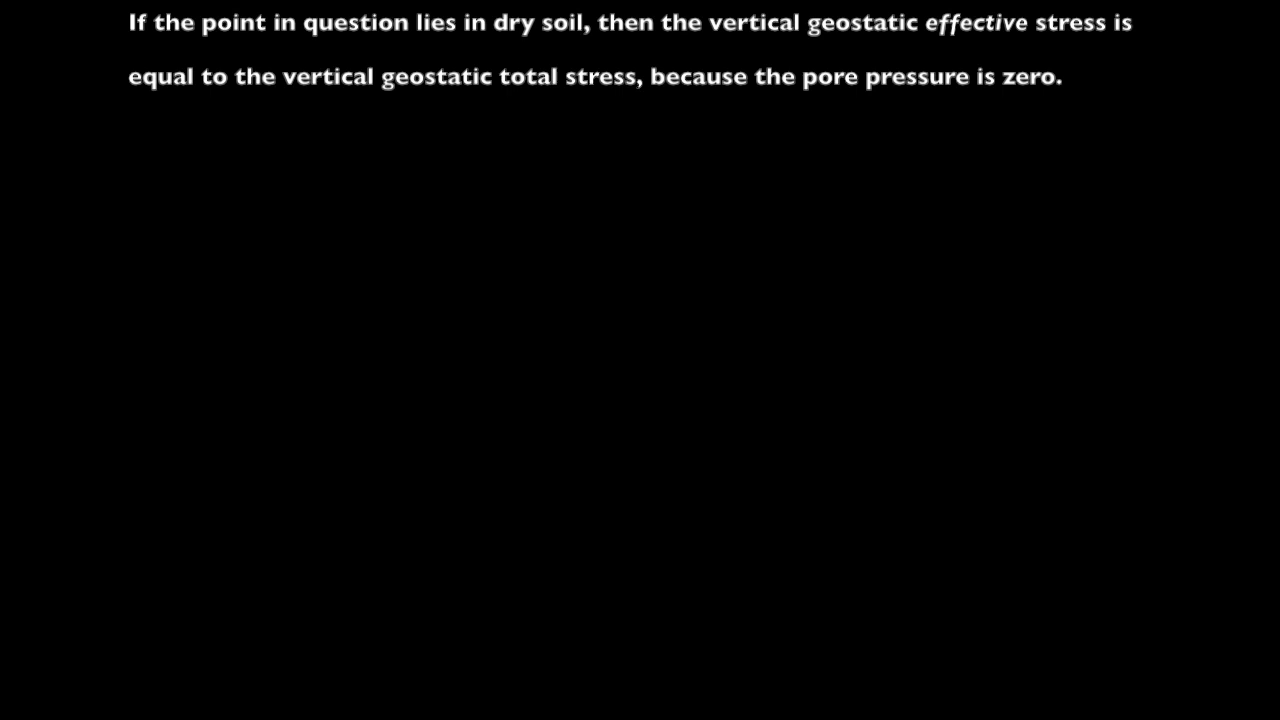 If the point in question lies in dry soil, then the vertical geostatic effective stress is
equal to the vertical geostatic total stress, because the pore pressure is zero.